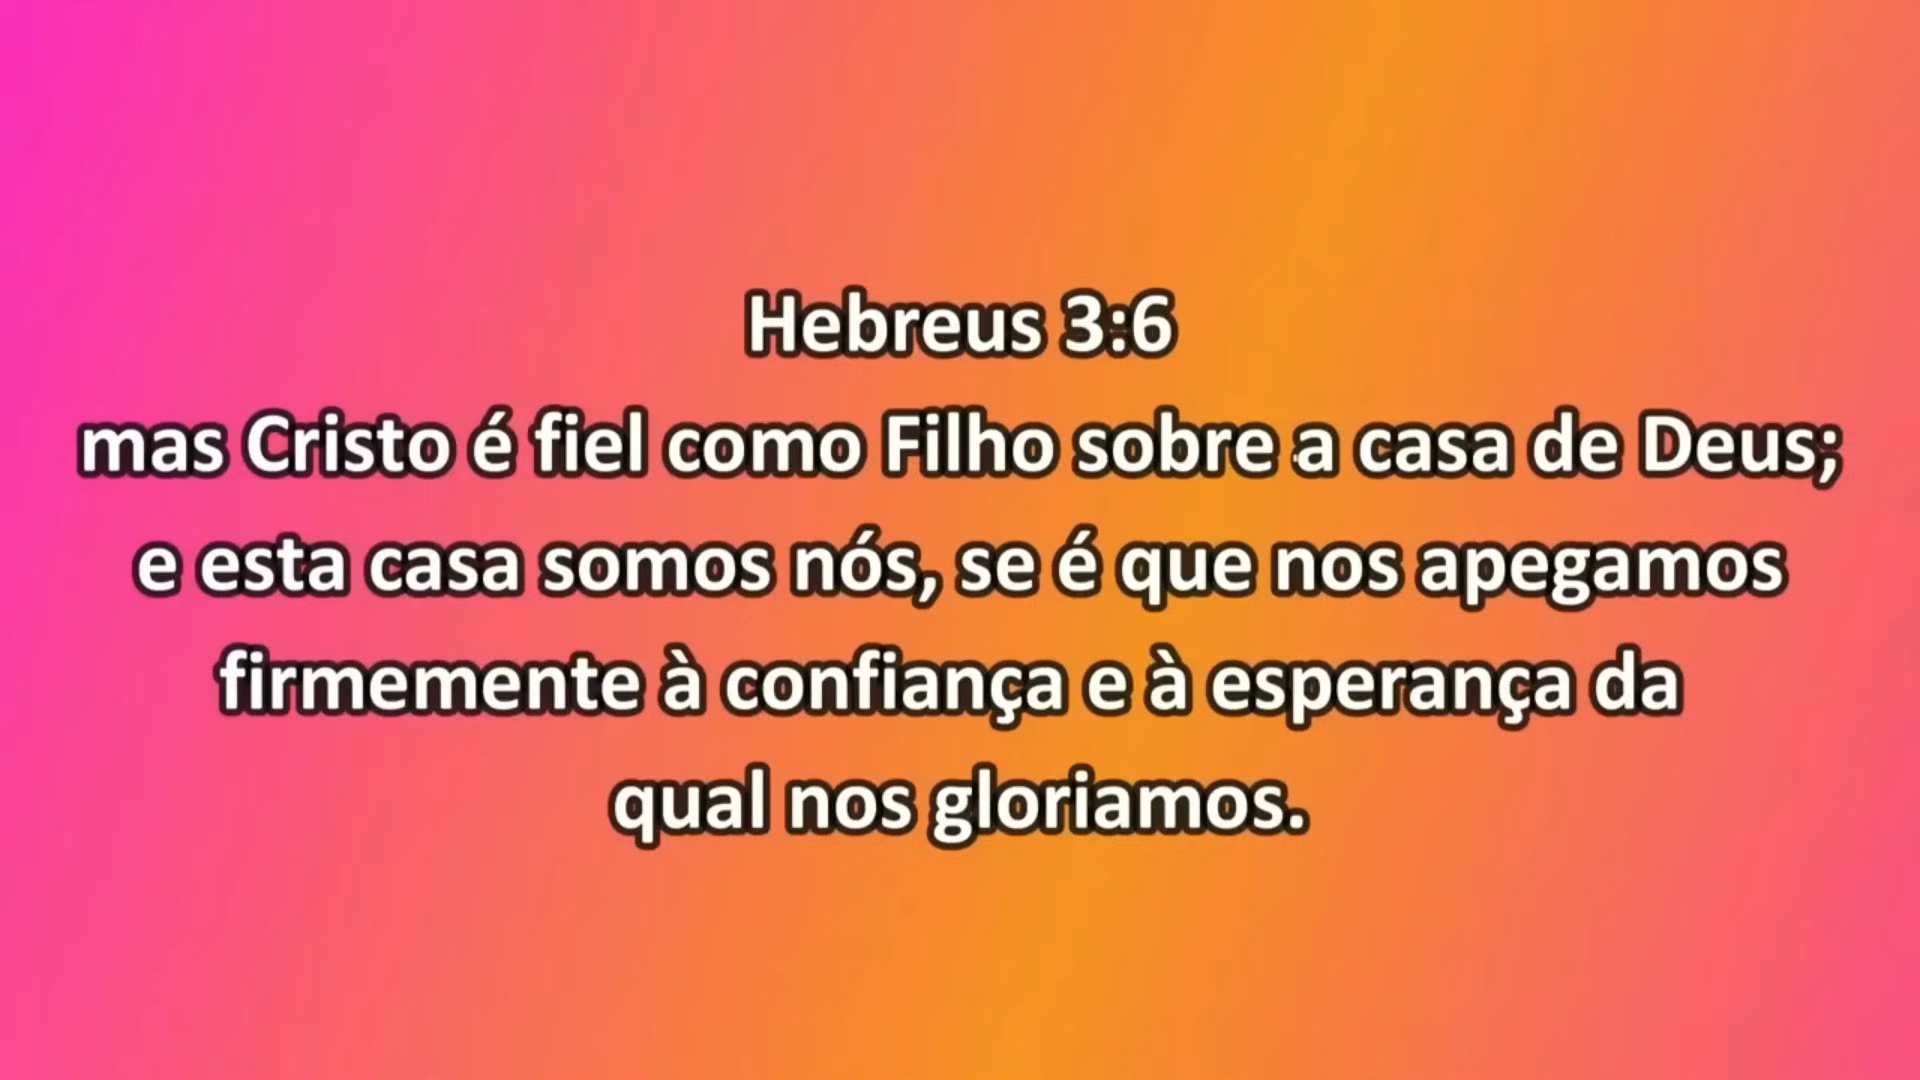 Hebreus 3:6
mas Cristo é fiel como Filho sobre a casa de Deus;
e esta casa somos nós, se é que nos apegamos
firmemente à confiança e à esperança da
qual nos gloriamos.